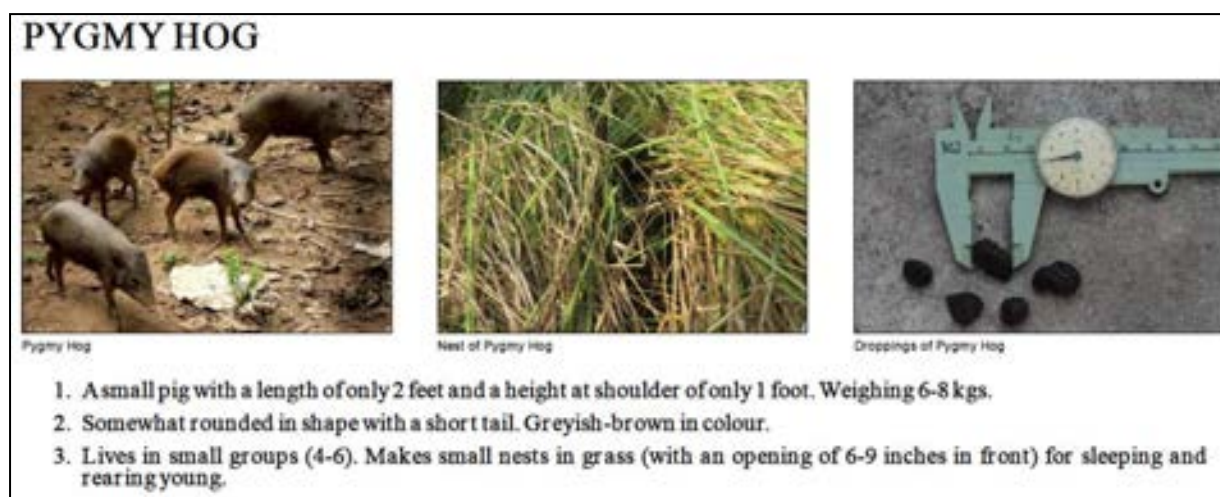 PYGMY HOG
Pygmy Hog
Nest of Pygmy Hog
Droppings of Pygmy Hog
1. A small pig with a length of only 2 feet and a height at shoulder of only 1 foot. Weighing 6-8 kgs.
2. Somewhat rounded in shape with a short tail. Greyish-brown in colour.
3. Lives in small groups (4-6). Makes small nests in grass (with an opening of 6-9 inches in front) for sleeping and
rearing young.